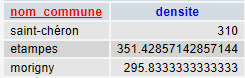 nom_commune densite
saint-chéron 310
etampes 351.42857142857144
morigny 295.8333333333333